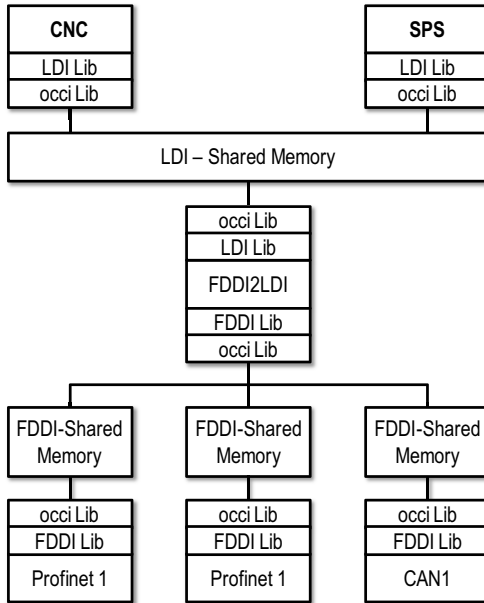 CNC
SPS
LDI Lib
LDI Lib
occi Lib
occi Lib
LDI – Shared Memory
occi Lib
LDI Lib
FDDI2LDI
FDDI Lib
occi Lib
FDDI-Shared
Memory
FDDI-Shared
Memory
FDDI-Shared
Memory
occi Lib
occi Lib
occi Lib
FDDI Lib
FDDI Lib
FDDI Lib
Profinet 1
Profinet 1
CAN1